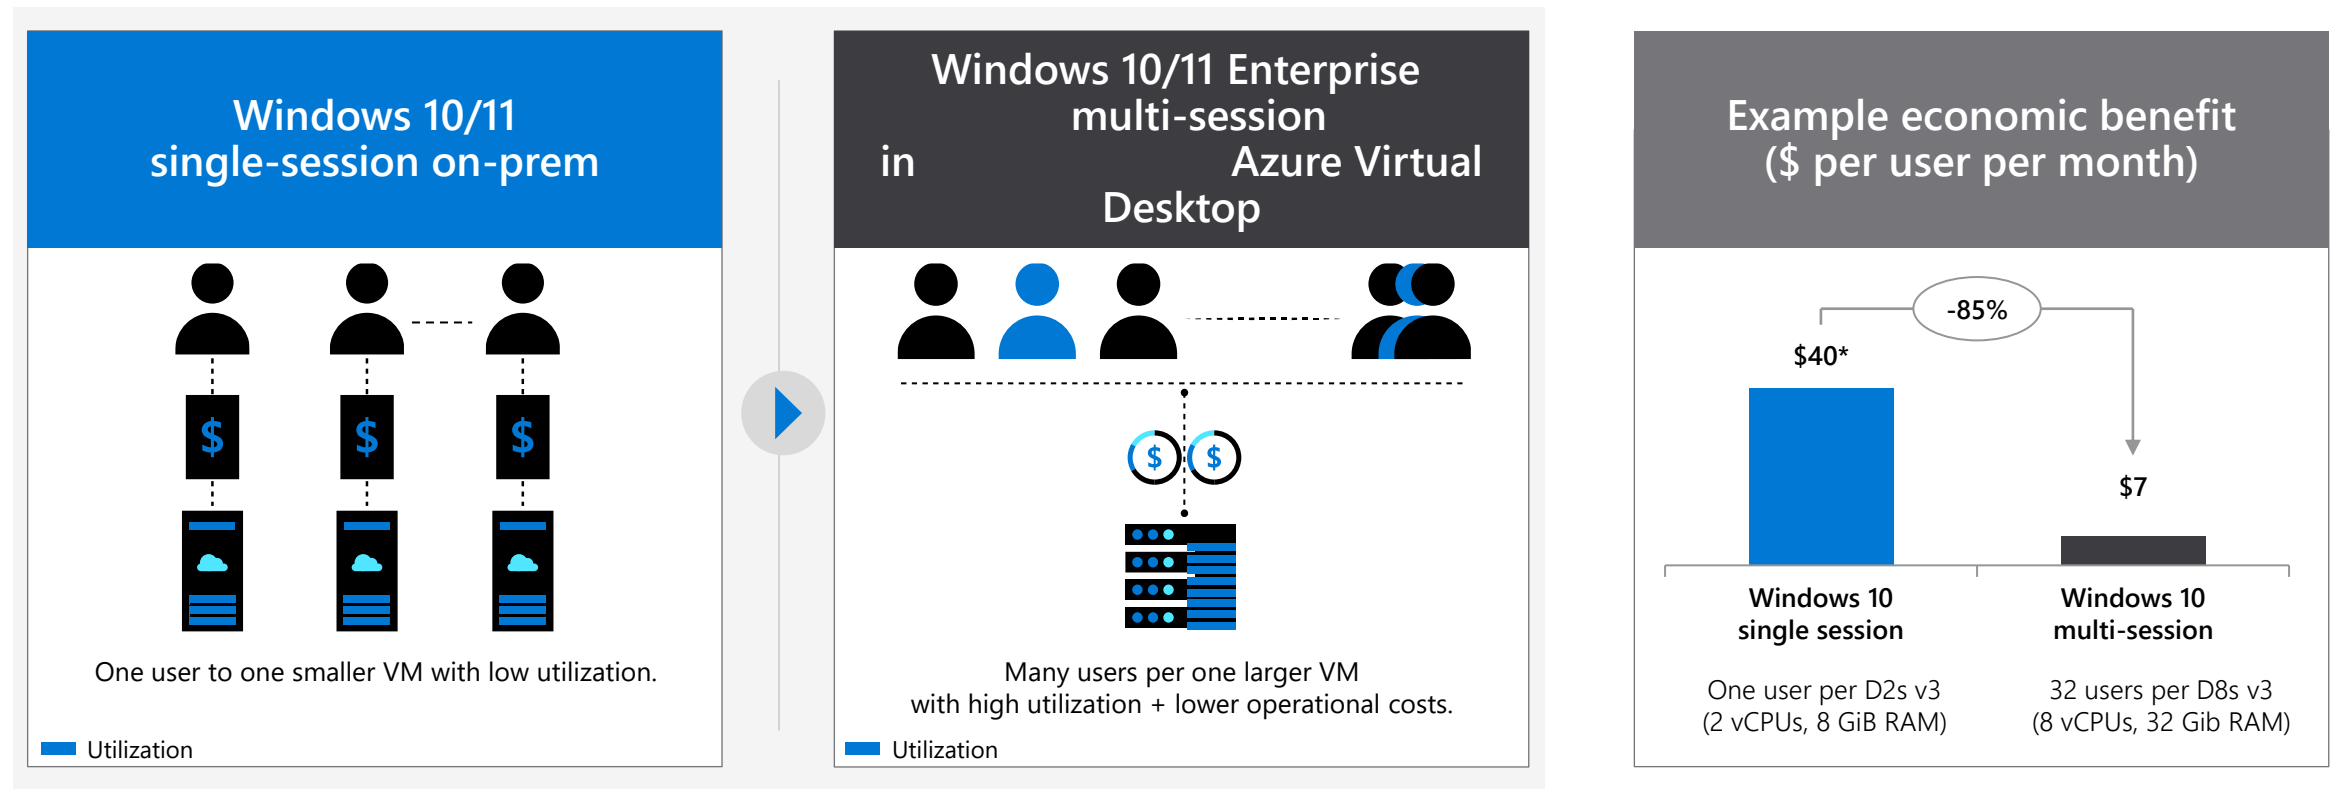 Windows 10/11
single-session on-prem
$ $ $
One user to one smaller VM with low utilization.
Utilization
Windows 10/11 Enterprise
multi-session
in Azure Virtual
Desktop
$ $
Many users per one larger VM
with high utilization + lower operational costs.
Utilization
Example economic benefit
($ per user per month)
-85%
$40*
$7
Windows 10
single session
One user per D2s v3
(2 vCPUs, 8 GiB RAM)
Windows 10
multi-session
32 users per D8s v3
(8 vCPUs, 32 Gib RAM)